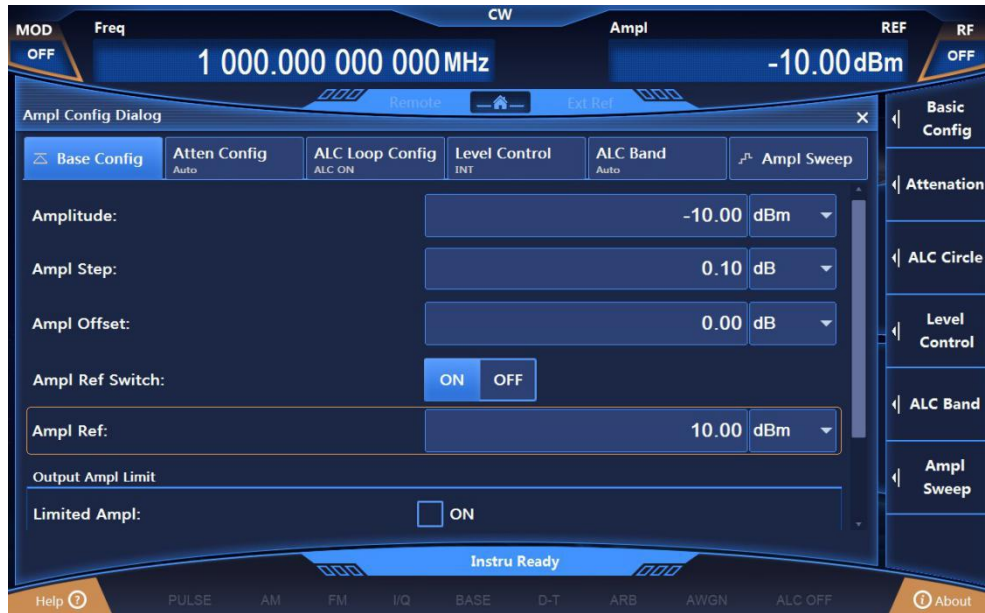 CW
MOD
OFF
Freq
1 000.000 000 000 MHz
Ampl
REF
-10.00 dBm
RF
OFF
Remote
Ext Ref
Ampl Config Dialog
Base Config
Atten Config
Auto
ALC Loop Config
ALC ON
Level Control
INT
ALC Band
Auto
Ampl Sweep
Amplitude: -10.00 dBm
Ampl Step: 0.10 dB
Ampl Offset: 0.00 dB
Ampl Ref Switch: ON OFF
Ampl Ref: 10.00 dBm
Output Ampl Limit
Limited Ampl: ON
Basic
Config
Attenation
ALC Circle
Level
Control
ALC Band
Ampl
Sweep
Instru Ready
Help ? PULSE AM FM I/Q BASE D-T ARB AWGN ALC OFF i About